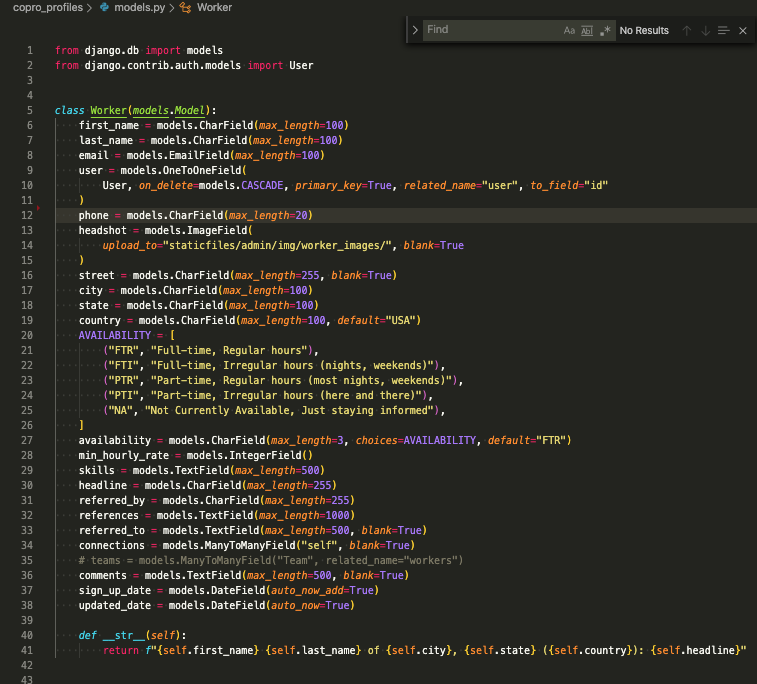 copro_profiles > models.py > Worker
> Find Aa Abl .* No Results
1 from django.db import models
2 from django.contrib.auth.models import User
3
4
5 class Worker(models.Model):
6     first_name = models.CharField(max_length=100)
7     last_name = models.CharField(max_length=100)
8     email = models.EmailField(max_length=100)
9     user = models.OneToOneField(
10         User, on_delete=models.CASCADE, primary_key=True, related_name="user", to_field="id"
11     )
12     phone = models.CharField(max_length=20)
13     headshot = models.ImageField(
14         upload_to="staticfiles/admin/img/worker_images/", blank=True
15     )
16     street = models.CharField(max_length=255, blank=True)
17     city = models.CharField(max_length=100)
18     state = models.CharField(max_length=100)
19     country = models.CharField(max_length=100, default="USA")
20     AVAILABILITY = [
21         ("FTR", "Full-time, Regular hours"),
22         ("FTI", "Full-time, Irregular hours (nights, weekends)"),
23         ("PTR", "Part-time, Regular hours (most nights, weekends)"),
24         ("PTI", "Part-time, Irregular hours (here and there)"),
25         ("NA", "Not Currently Available, Just staying informed"),
26     ]
27     availability = models.CharField(max_length=3, choices=AVAILABILITY, default="FTR")
28     min_hourly_rate = models.IntegerField()
29     skills = models.TextField(max_length=500)
30     headline = models.CharField(max_length=255)
31     referred_by = models.CharField(max_length=255)
32     references = models.TextField(max_length=1000)
33     referred_to = models.TextField(max_length=500, blank=True)
34     connections = models.ManyToManyField("self", blank=True)
35     # teams = models.ManyToManyField("Team", related_name="workers")
36     comments = models.TextField(max_length=500, blank=True)
37     sign_up_date = models.DateField(auto_now_add=True)
38     updated_date = models.DateField(auto_now=True)
39
40     def __str__(self):
41         return f"{self.first_name} {self.last_name} of {self.city}, {self.state} ({self.country}): {self.headline}"
42
43